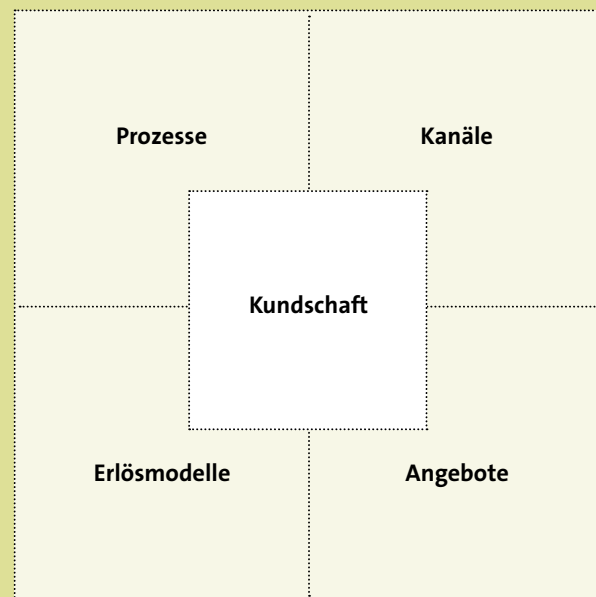 Prozesse
Kanäle
Kundschaft
Erlösmodelle
Angebote